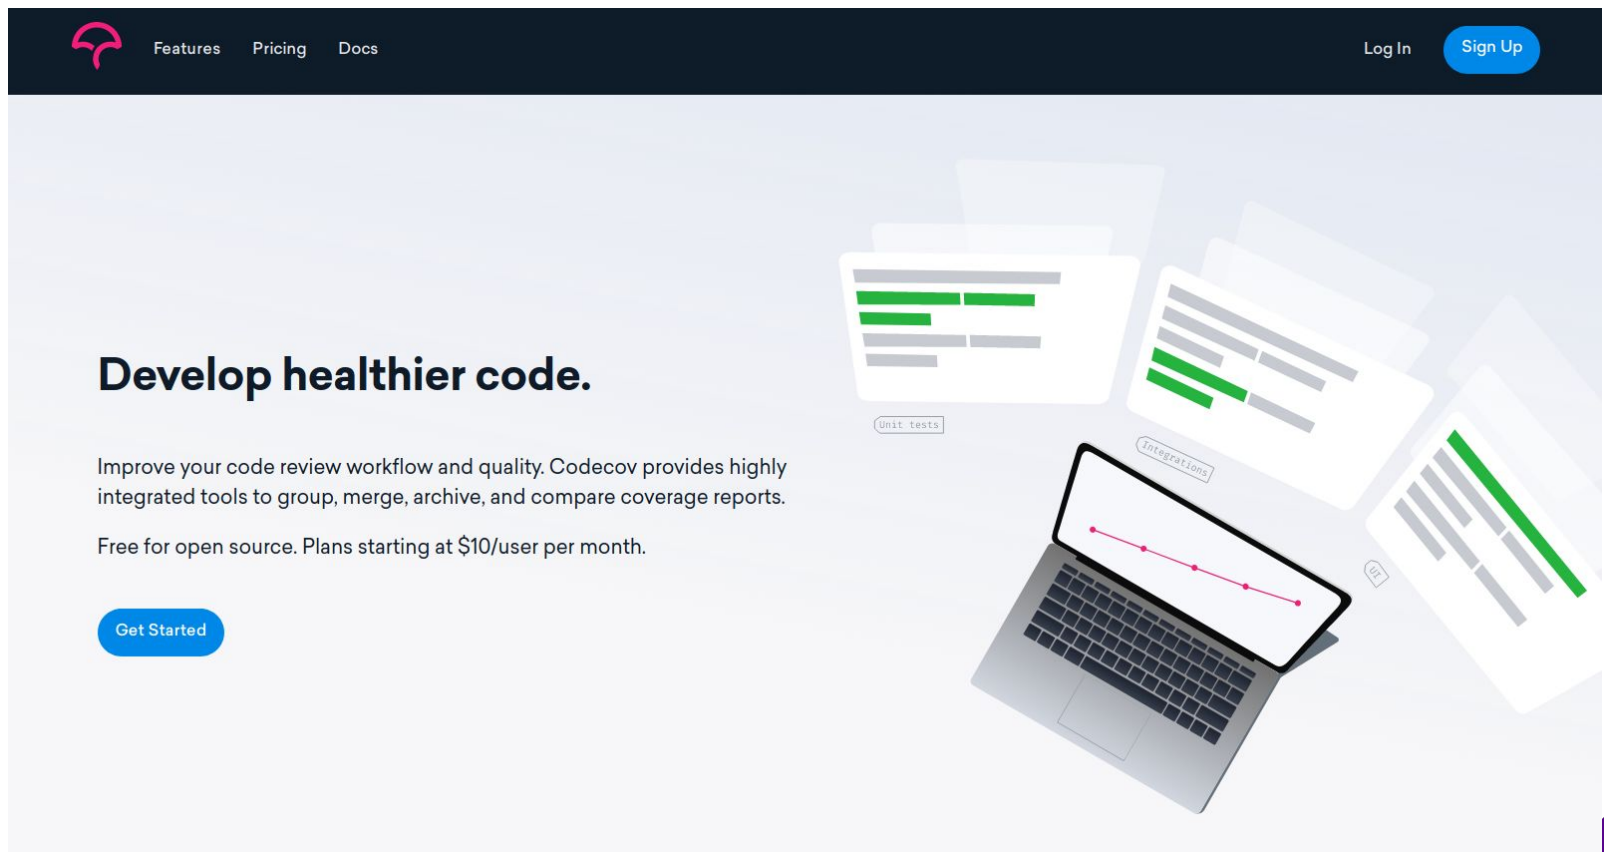 Features Pricing Docs Log In Sign Up
Develop healthier code.
Improve your code review workflow and quality. Codecov provides highly
integrated tools to group, merge, archive, and compare coverage reports.
Free for open source. Plans starting at $10/user per month.
Get Started
Unit tests
Integrations
UI